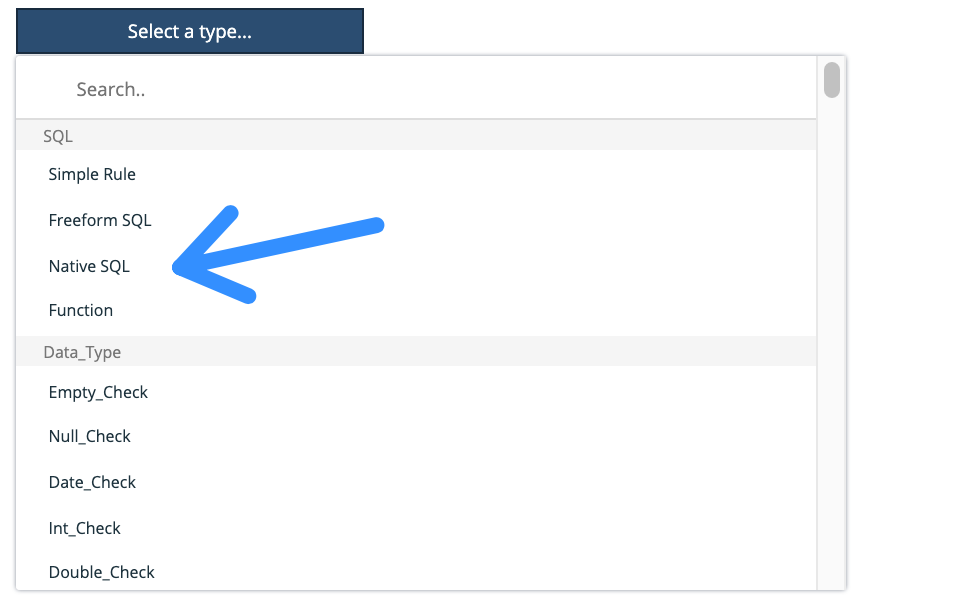 Select a type...
Search..
SQL
Simple Rule
Freeform SQL
Native SQL
Function
Data_Type
Empty_Check
Null_Check
Date_Check
Int_Check
Double_Check